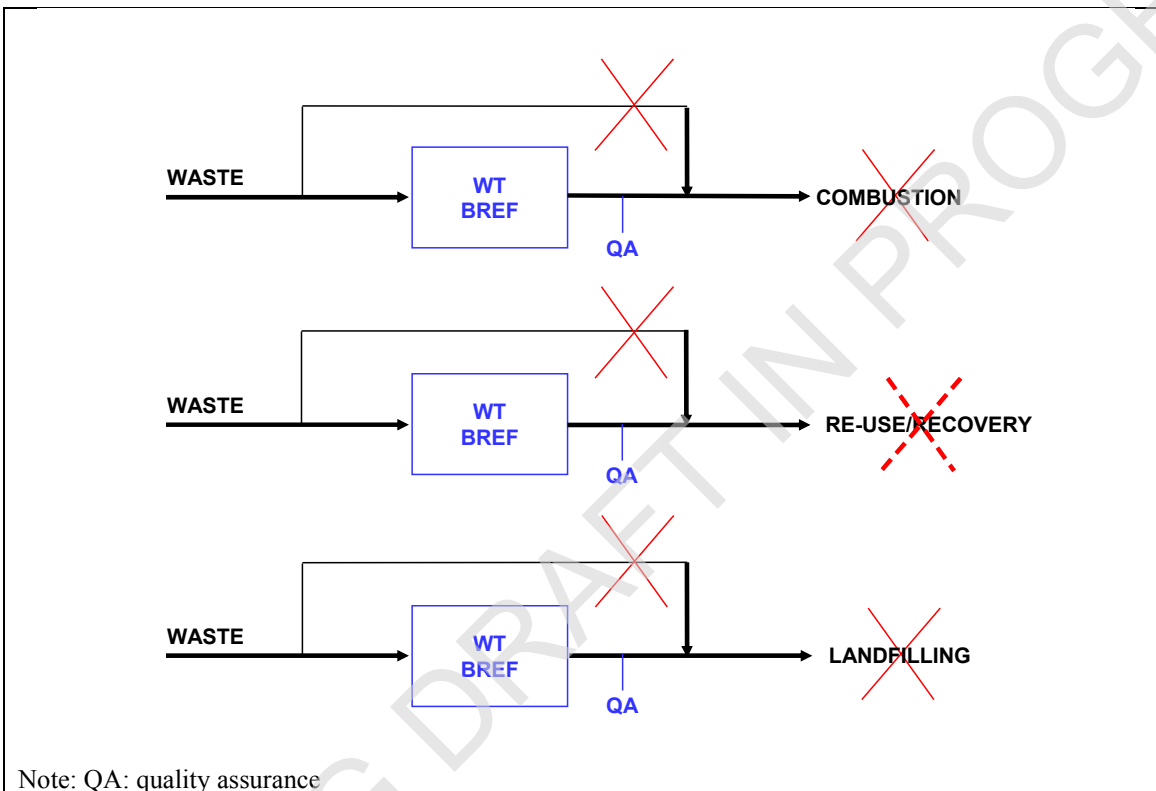 WASTE
WT
BREF
QA
COMBUSTION
WASTE
WT
BREF
QA
RE-USE/RECOVERY
WASTE
WT
BREF
QA
LANDFILLING
Note: QA: quality assurance
G DRAFT IN PROGR